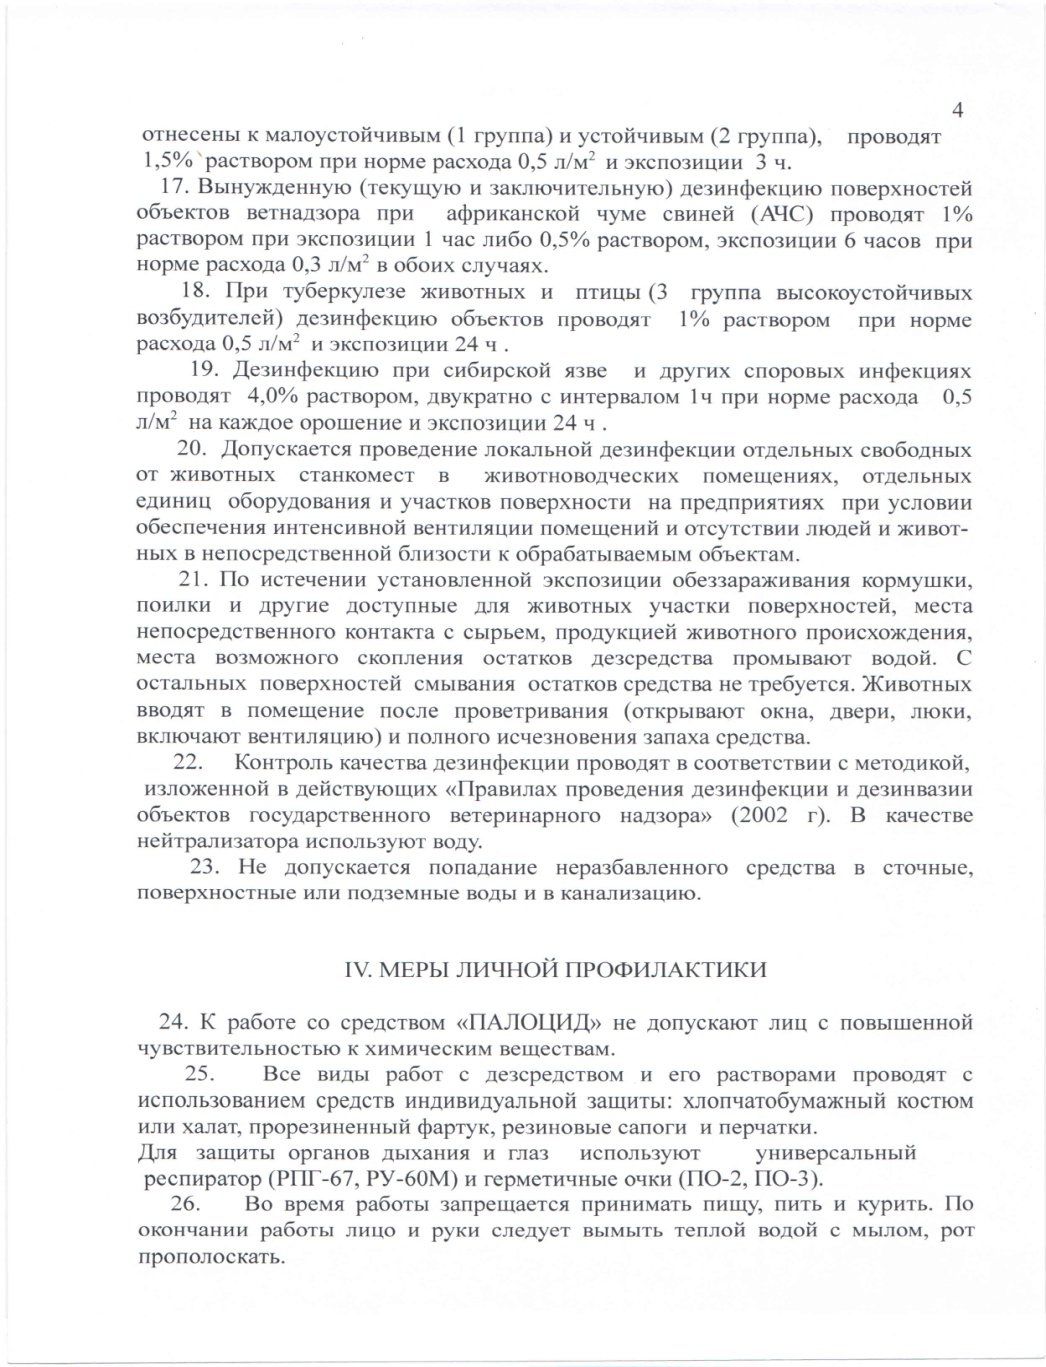 4
отнесены к малоустойчивым (1 группа) и устойчивым (2 группа), проводят
1,5% раствором при норме расхода 0,5 л/м² и экспозиции 3 ч.
17. Вынужденную (текущую и заключительную) дезинфекцию поверхностей
объектов ветнадзора при африканской чуме свиней (АЧС) проводят 1%
раствором при экспозиции 1 час либо 0,5% раствором, экспозиции 6 часов при
норме расхода 0,3 л/м² в обоих случаях.
18. При туберкулезе животных и птицы (3 группа высокоустойчивых
возбудителей) дезинфекцию объектов проводят 1% раствором при норме
расхода 0,5 л/м² и экспозиции 24 ч .
19. Дезинфекцию при сибирской язве и других споровых инфекциях
проводят 4,0% раствором, двукратно с интервалом 1ч при норме расхода 0,5
л/м² на каждое орошение и экспозиции 24 ч .
20. Допускается проведение локальной дезинфекции отдельных свободных
от животных станкомест в животноводческих помещениях, отдельных
единиц оборудования и участков поверхности на предприятиях при условии
обеспечения интенсивной вентиляции помещений и отсутствии людей и живот-
ных в непосредственной близости к обрабатываемым объектам.
21. По истечении установленной экспозиции обеззараживания кормушки,
поилки и другие доступные для животных участки поверхностей, места
непосредственного контакта с сырьем, продукцией животного происхождения,
места возможного скопления остатков дезсредства промывают водой. С
остальных поверхностей смывания остатков средства не требуется. Животных
вводят в помещение после проветривания (открывают окна, двери, люки,
включают вентиляцию) и полного исчезновения запаха средства.
22. Контроль качества дезинфекции проводят в соответствии с методикой,
изложенной в действующих «Правилах проведения дезинфекции и дезинвазии
объектов государственного ветеринарного надзора» (2002 г). В качестве
нейтрализатора используют воду.
23. Не допускается попадание неразбавленного средства в сточные,
поверхностные или подземные воды и в канализацию.
IV. МЕРЫ ЛИЧНОЙ ПРОФИЛАКТИКИ
24. К работе со средством «ПАЛОЦИД» не допускают лиц с повышенной
чувствительностью к химическим веществам.
25. Все виды работ с дезсредством и его растворами проводят с
использованием средств индивидуальной защиты: хлопчатобумажный костюм
или халат, прорезиненный фартук, резиновые сапоги и перчатки.
Для защиты органов дыхания и глаз используют универсальный
респиратор (РПГ-67, РУ-60М) и герметичные очки (ПО-2, ПО-3).
26. Во время работы запрещается принимать пищу, пить и курить. По
окончании работы лицо и руки следует вымыть теплой водой с мылом, рот
прополоскать.